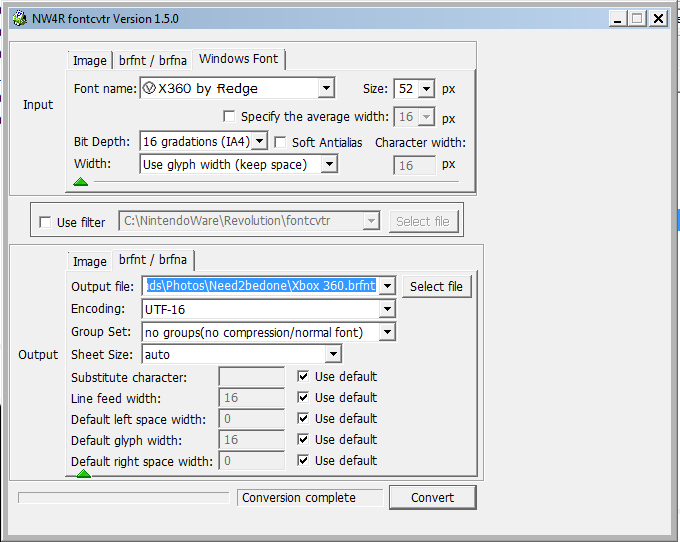 NW4R fontcvtr Version 1.5.0
Input
Image
brfnt / brfna
Windows Font
Font name: X360 by Redge Size: 52 px
Specify the average width: 16 px
Bit Depth: 16 gradations (IA4) Soft Antialias Character width:
Width: Use glyph width (keep space) 16 px
Use filter C:\NintendoWare\Revolution\fontcvtr Select file
Output
Image
brfnt / brfna
Output file: ds\Photos\Need2bedone\Xbox 360.brfnt Select file
Encoding: UTF-16
Group Set: no groups(no compression/normal font)
Sheet Size: auto
Substitute character: Use default
Line feed width: 16 Use default
Default left space width: 0 Use default
Default glyph width: 16 Use default
Default right space width: 0 Use default
Conversion complete Convert